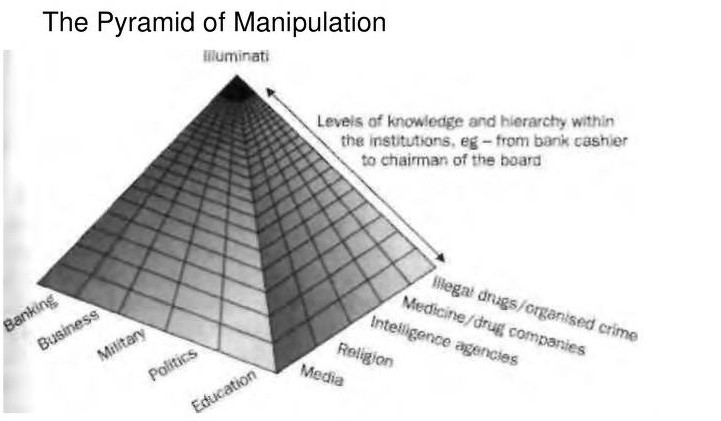 The Pyramid of Manipulation
Illuminati
Levels of knowledge and hierarchy within
the institutions, eg – from bank cashier
to chairman of the board
Banking
Business
Military
Politics
Education
Media
Religion
Intelligence agencies
Medicine/drug companies
Illegal drugs/organised crime